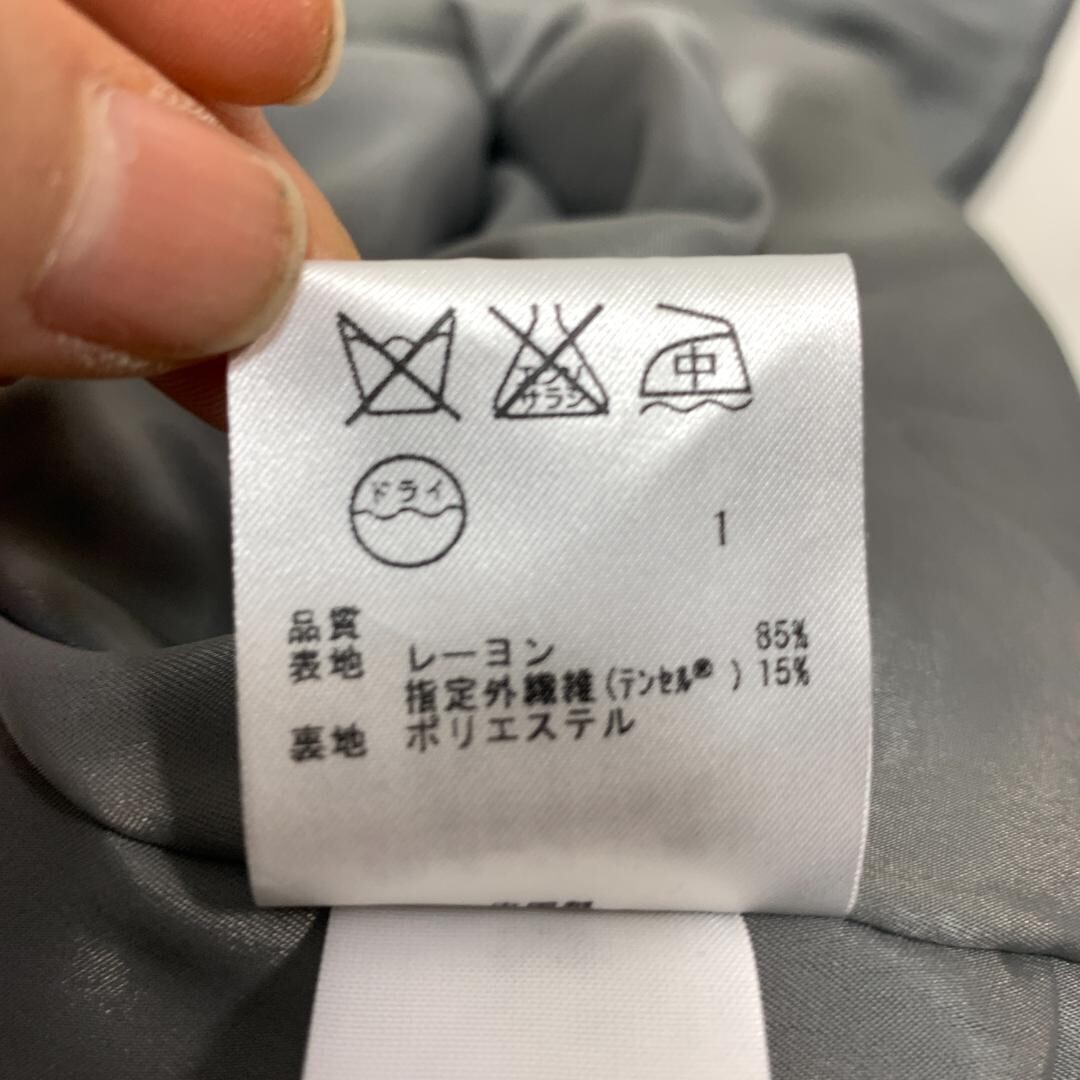 エンソ
サラシ
中
ドライ
1
品質
表地 レーヨン 85%
指定外繊維(テンセル® ) 15%
裏地 ポリエステル